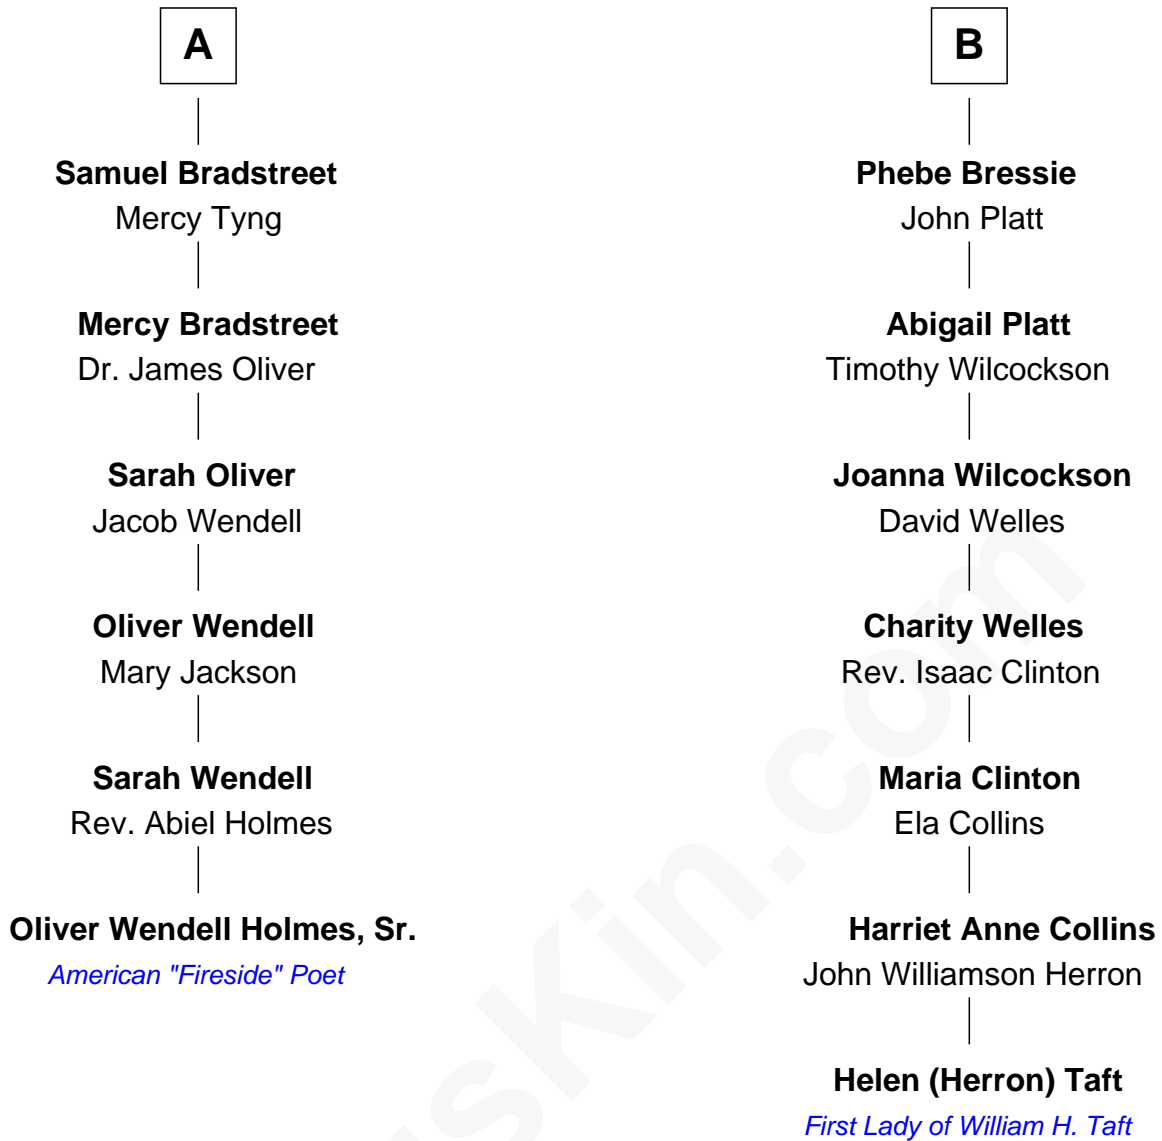 A
Samuel Bradstreet
Mercy Tyng
Mercy Bradstreet
Dr. James Oliver
Sarah Oliver
Jacob Wendell
Oliver Wendell
Mary Jackson
Sarah Wendell
Rev. Abiel Holmes
Oliver Wendell Holmes, Sr.
American "Fireside" Poet
B
Phebe Bressie
John Platt
Abigail Platt
Timothy Wilcockson
Joanna Wilcockson
David Welles
Charity Welles
Rev. Isaac Clinton
Maria Clinton
Ela Collins
Harriet Anne Collins
John Williamson Herron
Helen (Herron) Taft
First Lady of William H. Taft
sKin.com